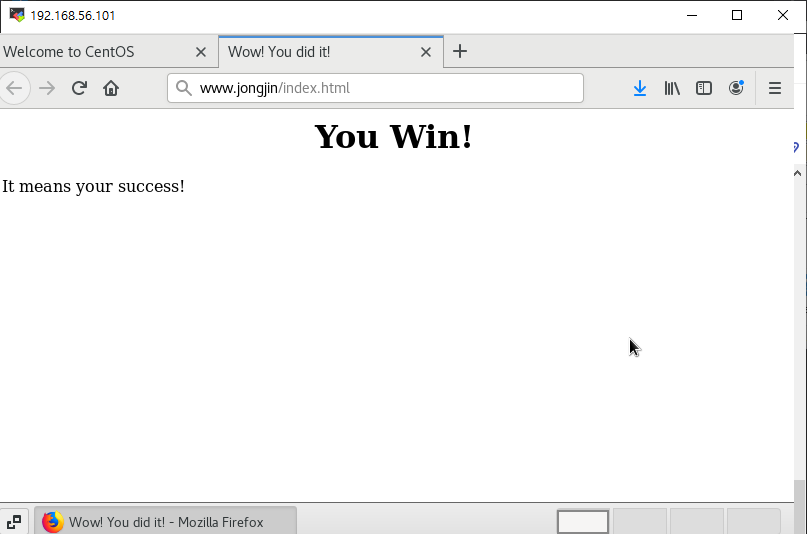 192.168.56.101
Welcome to CentOS
Wow! You did it!
www.jongjin/index.html
You Win!
It means your success!
Wow! You did it! - Mozilla Firefox